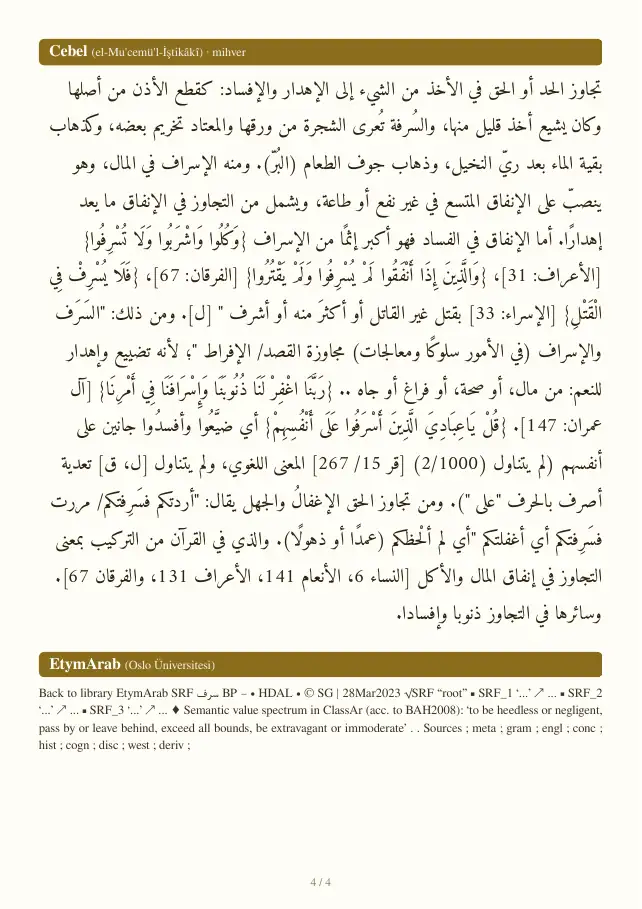 Cebel (el-Mu'cemü'l-İştikâkî) · mihver
تجاوز الحد أو الحق في الأخذ من الشيء إلى الإهدار والإفساد: كقطع الأذن من أصلها
وكان يشيع أخذ قليل منها، والسُرفة تُعرى الشجرة من ورقها والمعتاد تخريم بعضه، وكذهاب
بقية الماء بعد ريّ النخيل، وذهاب جوف الطعام (البُرّ). ومنه الإسراف في المال، وهو
ينصبّ على الإنفاق المتسع في غير نفع أو طاعة، ويشمل من التجاوز في الإنفاق ما يعد
إهدارًا. أما الإنفاق في الفساد فهو أكبر إثمًا من الإسراف {وَكُلُوا وَاشْرَبُوا وَلَا تُسْرِفُوا}
[الأعراف: 31]، {وَالَّذِينَ إِذَا أَنْفَقُوا لَمْ يُسْرِفُوا وَلَمْ يَقْتُرُوا} [الفرقان: 67]، {فَلَا يُسْرِفْ فِي
الْقَتْلِ} [الإسراء: 33] بقتل غير القاتل أو أكثرَ منه أو أشرف " [ل]. ومن ذلك: "السَرَف
والإسراف (في الأمور سلوكًا ومعالجات) مجاوزة القصد/ الإفراط "؛ لأنه تضييع وإهدار
للنعم: من مال، أو صحة، أو فراغ أو جاه .. {رَبَّنَا اغْفِرْ لَنَا ذُنُوبَنَا وَإِسْرَافَنَا فِي أَمْرِنَا} [آل
عمران: 147]. {قُلْ يَاعِبَادِيَ الَّذِينَ أَسْرَفُوا عَلَى أَنْفُسِهِمْ} أي ضيَّعُوا وأفسدُوا جانين على
أنفسهم (لم يتناول (2/1000) [قر 15/ 267] المعنى اللغوي، ولم يتناول [ل، ق] تعدية
أصرف بالحرف "على "). ومن تجاوز الحق الإغفالُ والجهل يقال: "أردتكم فسَرِفتكم/ مررت
فسَرِفتكم أي أغفلتكم "أي لم ألْحظكم (عمدًا أو ذهولًا). والذي في القرآن من التركيب بمعنى
التجاوز في إنفاق المال والأكل [النساء 6، الأنعام 141، الأعراف 131، والفرقان 67].
وسائرها في التجاوز ذنوبا وإفسادا.
EtymArab (Oslo Üniversitesi)
Back to library EtymArab SRF سرف BP – • HDAL • © SG | 28Mar2023 √SRF “root” ▪ SRF_1 ‘...’ ↗ ... ▪ SRF_2
‘...’ ↗ ... ▪ SRF_3 ‘...’ ↗ ... ♦ Semantic value spectrum in ClassAr (acc. to BAH2008): ‘to be heedless or negligent,
pass by or leave behind, exceed all bounds, be extravagant or immoderate’ . . Sources ; meta ; gram ; engl ; conc ;
hist ; cogn ; disc ; west ; deriv ;
4 / 4